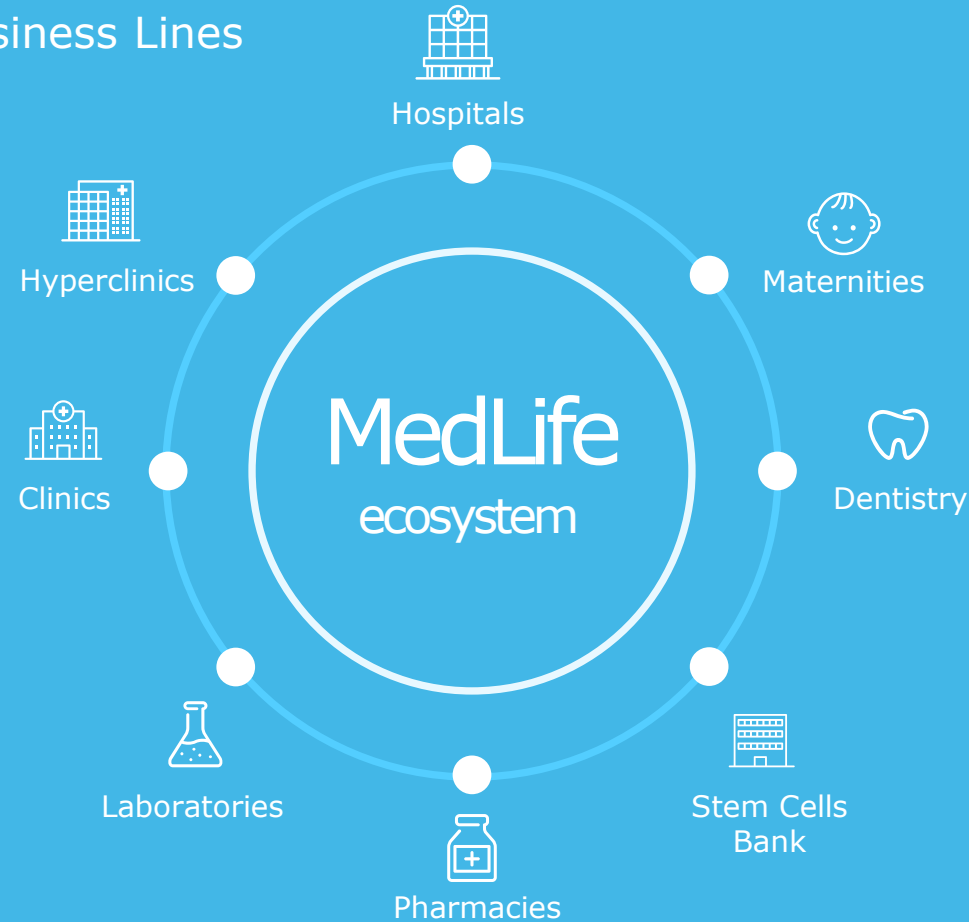 siness Lines
Hospitals
Hyperclinics
Maternities
MedLife
ecosystem
Clinics
Dentistry
Laboratories
Stem Cells
Bank
Pharmacies